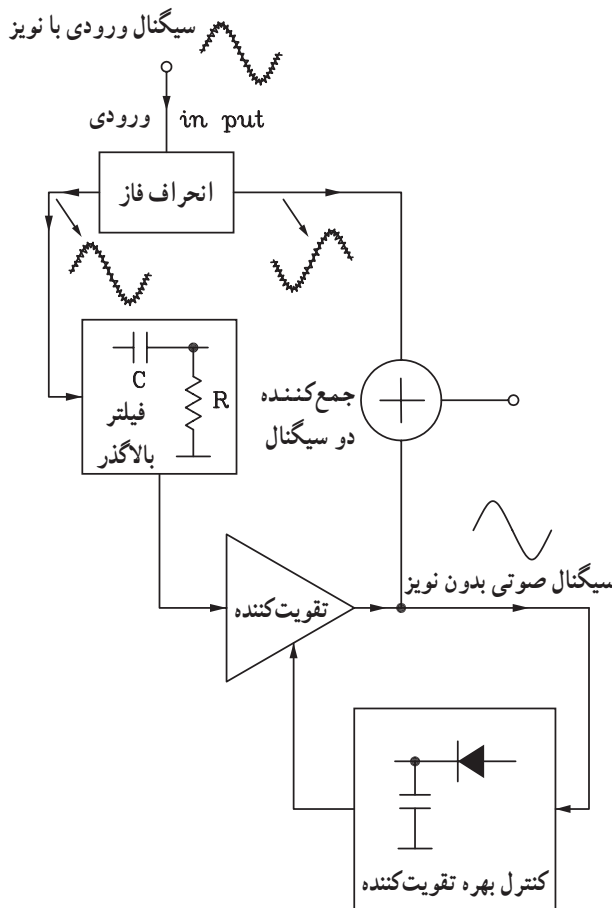 سیگنال ورودی با نویز
ورودی in put
انحراف فاز
C
R
فیلتر
بالاگذر
جمع‌کننده
دو سیگنال
سیگنال صوتی بدون نویز
تقویت‌کننده
کنترل بهره تقویت‌کننده